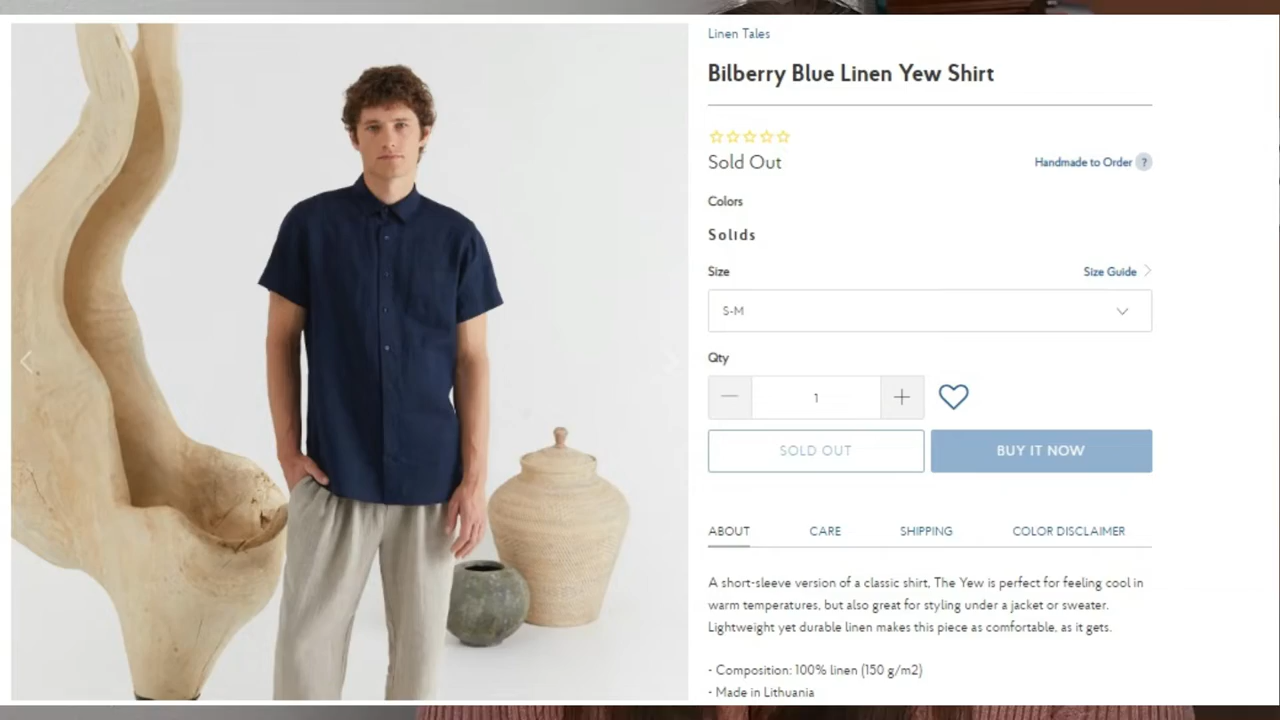 Linen Tales
Bilberry Blue Linen Yew Shirt
Sold Out
Handmade to Order ?
Colors
Solids
Size
Size Guide
S-M
Qty
1
SOLD OUT
BUY IT NOW
ABOUT CARE SHIPPING COLOR DISCLAIMER
A short-sleeve version of a classic shirt, The Yew is perfect for feeling cool in
warm temperatures, but also great for styling under a jacket or sweater.
Lightweight yet durable linen makes this piece as comfortable, as it gets.
- Composition: 100% linen (150 g/m2)
- Made in Lithuania